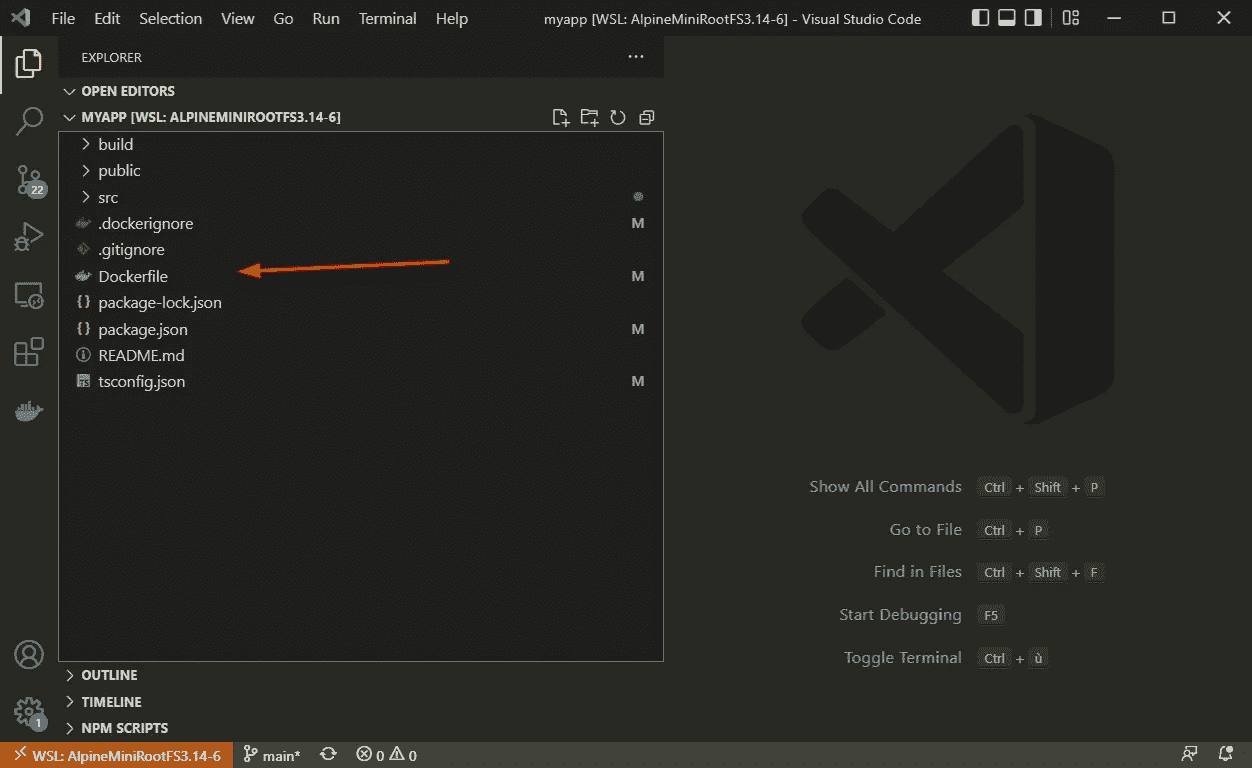 File Edit Selection View Go Run Terminal Help myapp [WSL: AlpineMiniRootFS3.14-6] - Visual Studio Code
EXPLORER
OPEN EDITORS
MYAPP [WSL: ALPINEMINIROOTFS3.14-6]
build
public
src
.dockerignore M
.gitignore
Dockerfile M
{} package-lock.json
{} package.json M
README.md
TS tsconfig.json M
22
Show All Commands Ctrl + Shift + P
Go to File Ctrl + P
Find in Files Ctrl + Shift + F
Start Debugging F5
Toggle Terminal Ctrl + ù
OUTLINE
TIMELINE
NPM SCRIPTS
1
WSL: AlpineMiniRootFS3.14-6 main* 0 0